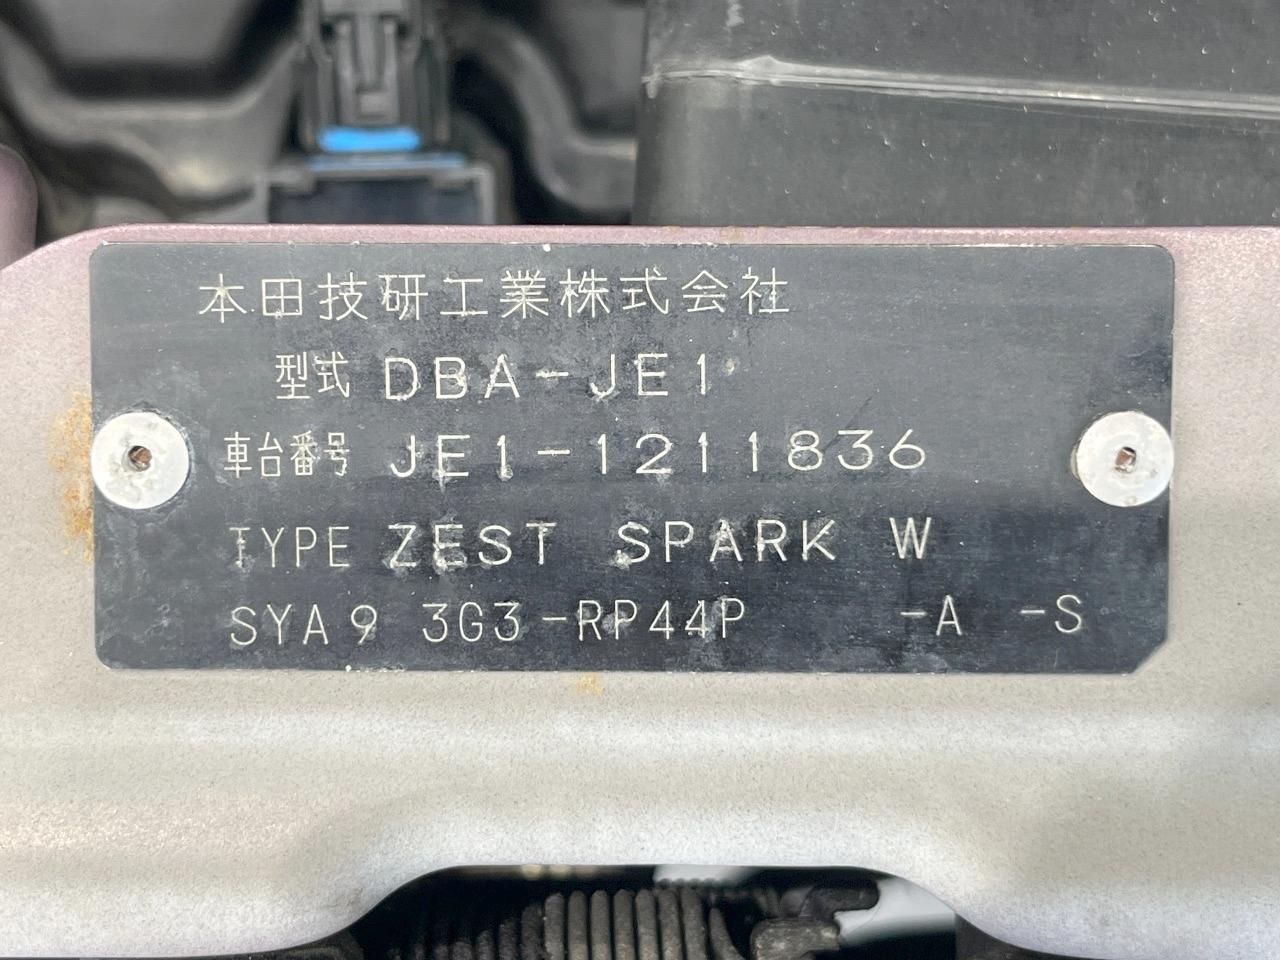 本田技研工業株式会社
型式 DBA-JE1
車台番号 JE1-1211836
TYPE ZEST SPARK W
SYA9 3G3-RP44P -A -S